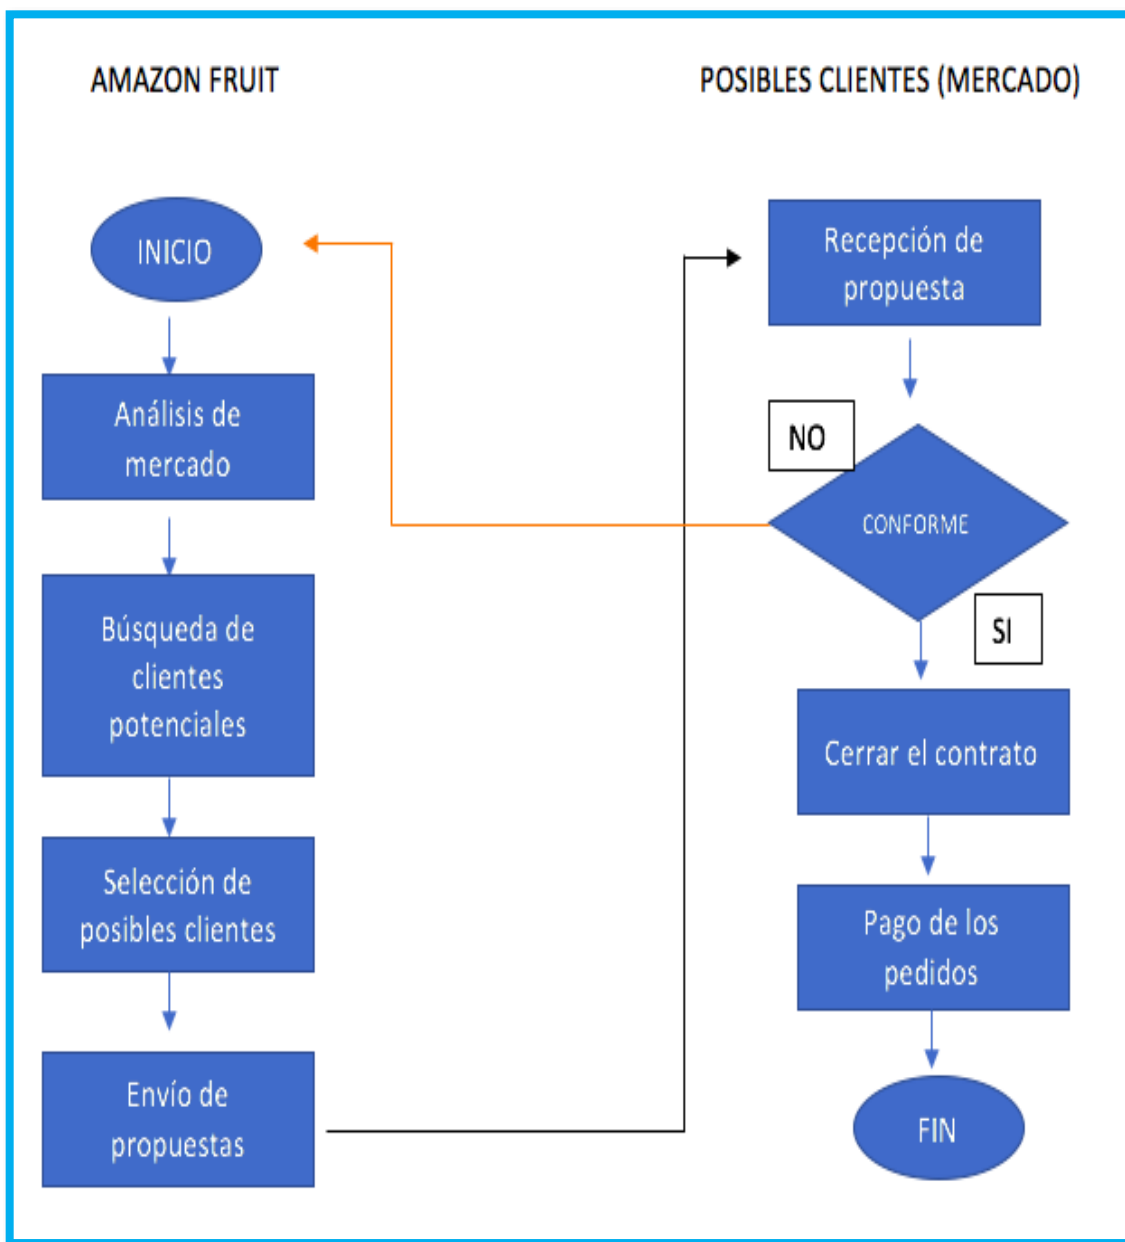 AMAZON FRUIT
INICIO
Análisis de
mercado
Búsqueda de
clientes
potenciales
Selección de
posibles clientes
Envío de
propuestas
POSIBLES CLIENTES (MERCADO)
Recepción de
propuesta
NO
CONFORME
SI
Cerrar el contrato
Pago de los
pedidos
FIN